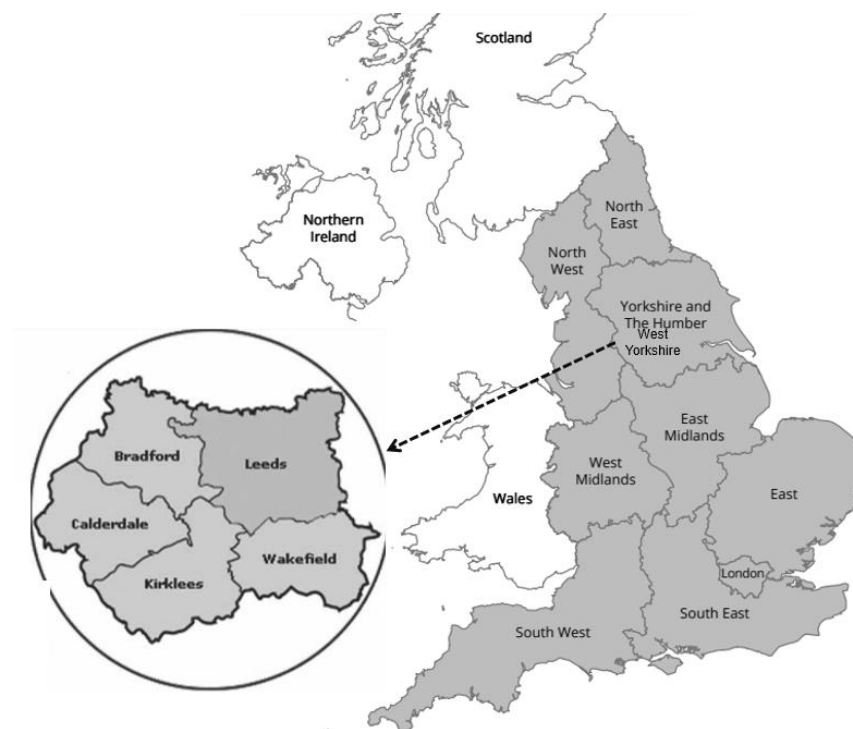 Scotland
Northern
Ireland
North
East
North
West
Yorkshire and
The Humber
West
Yorkshire
East
Midlands
West
Midlands
Wales
East
London
South East
South West
Bradford
Leeds
Calderdale
Kirklees
Wakefield